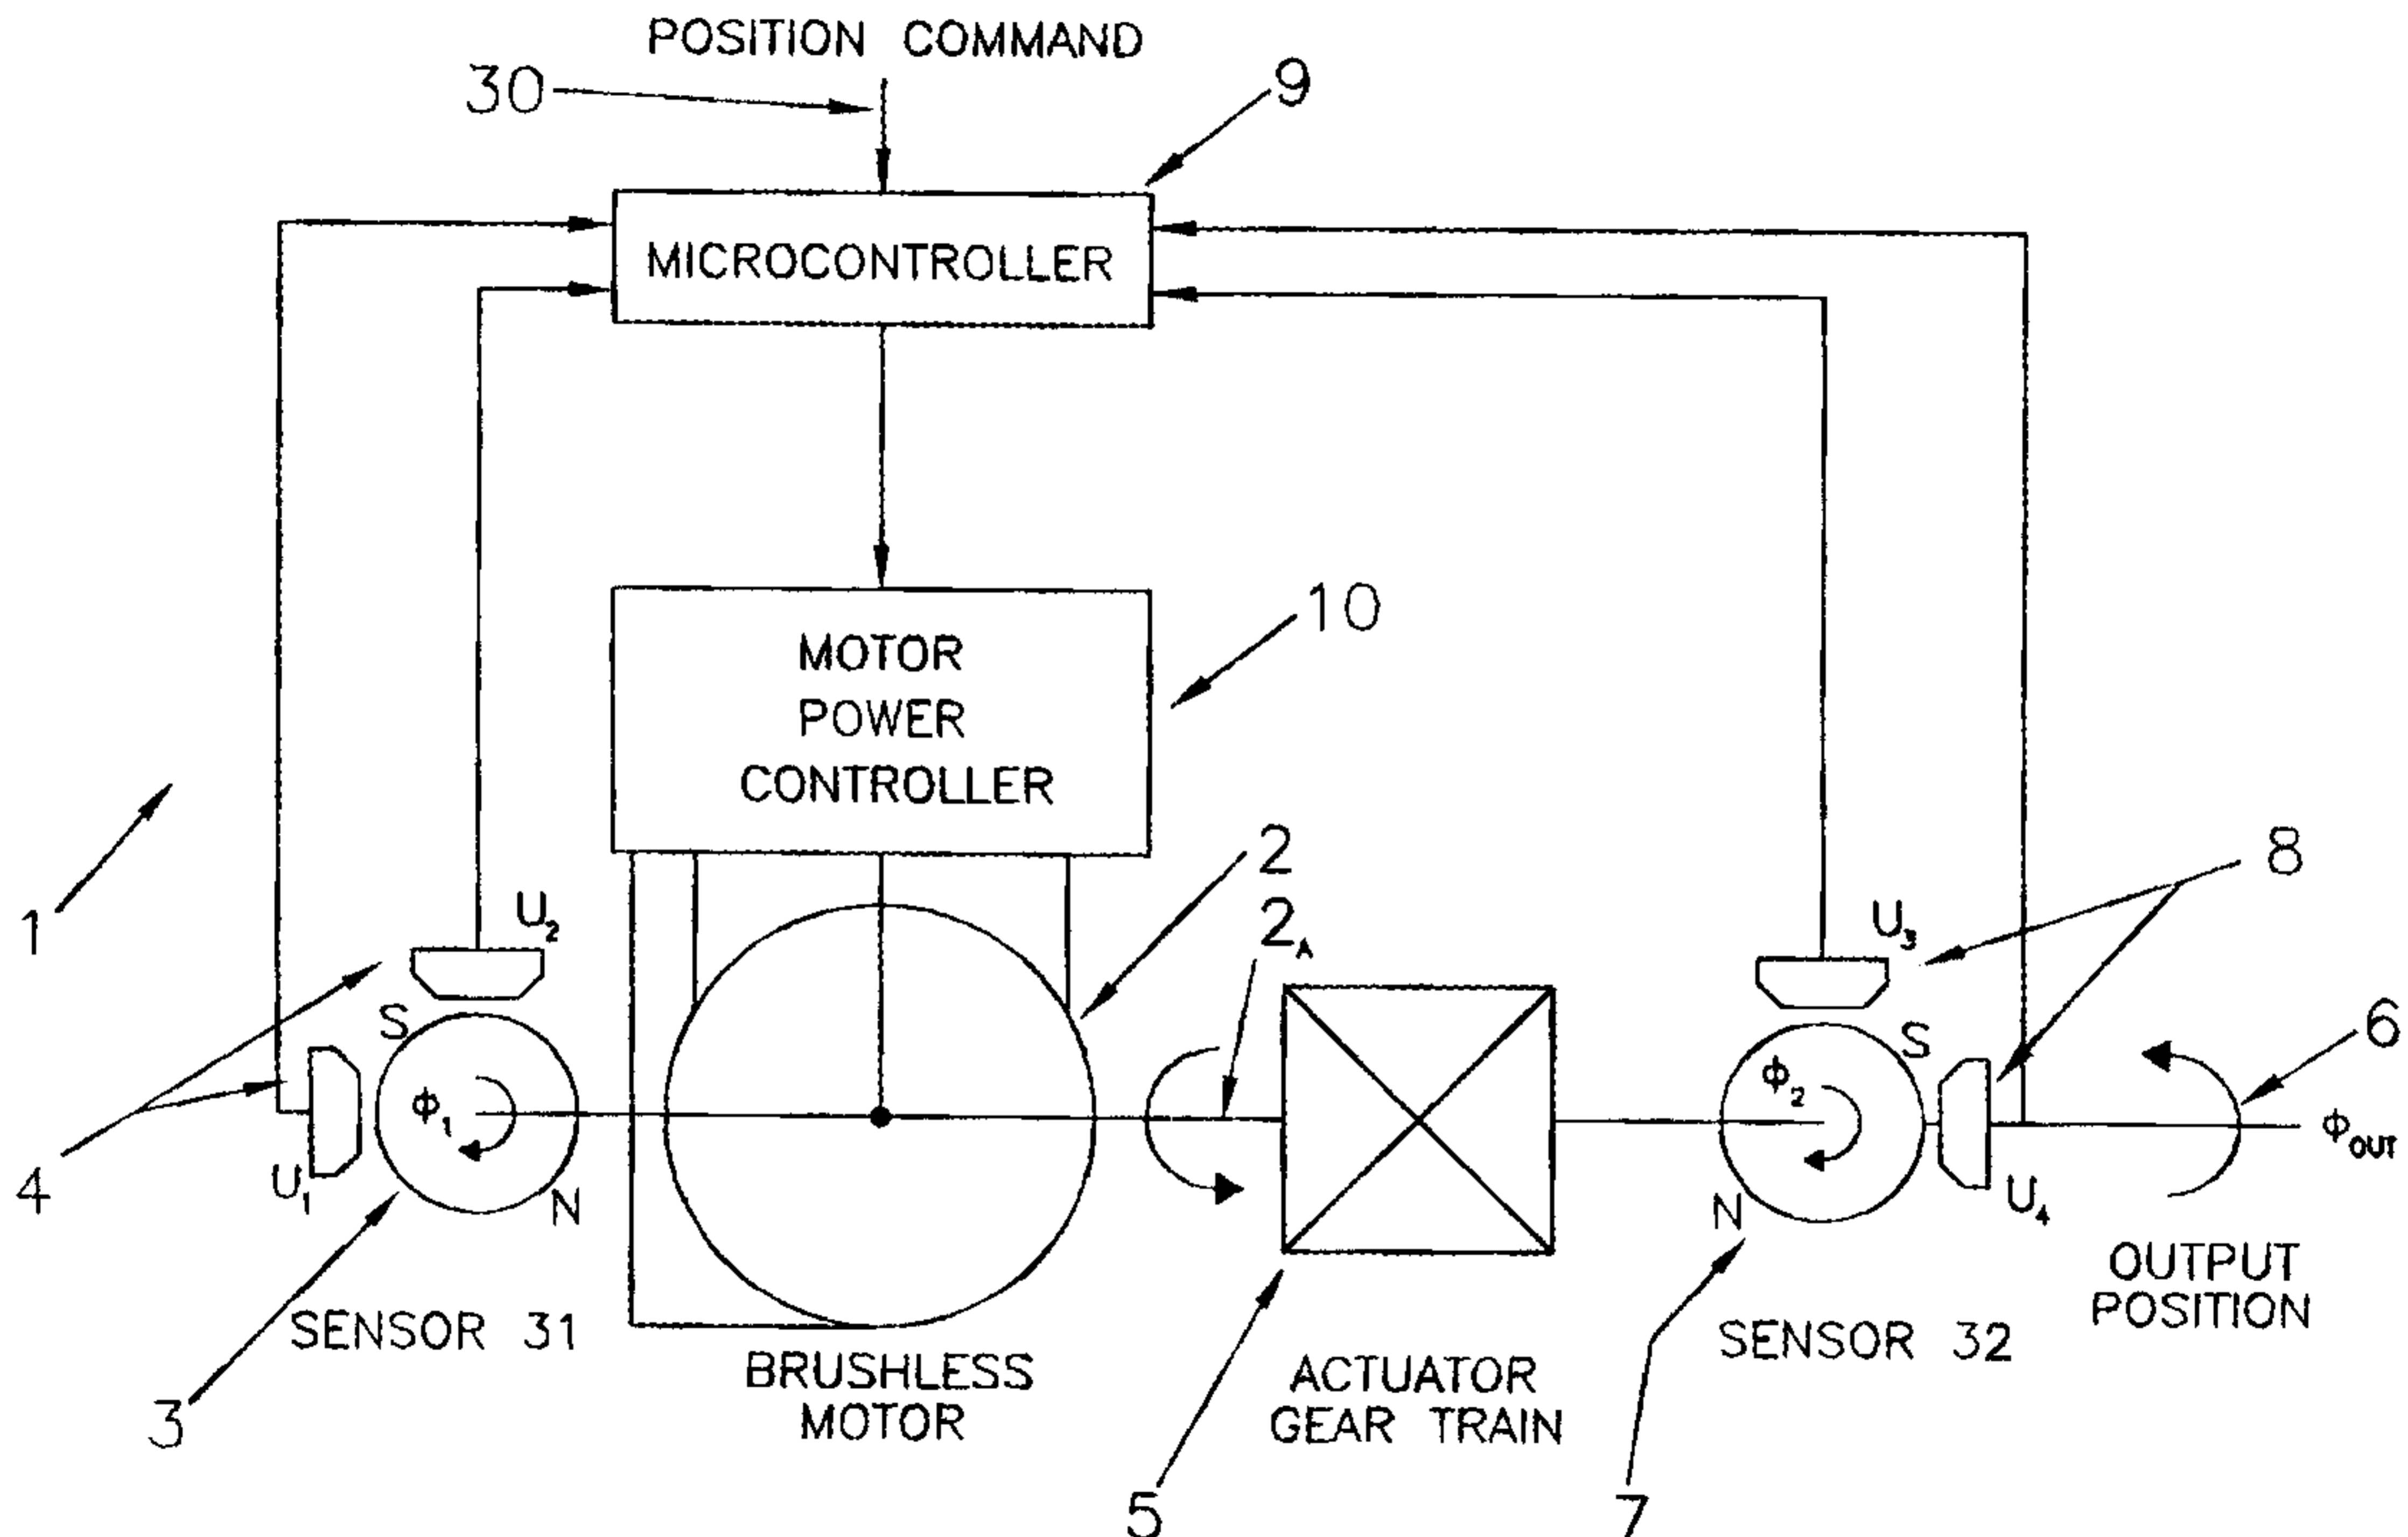 POSITION COMMAND
30
9
MICROCONTROLLER
MOTOR
POWER
CONTROLLER
10
1
2
2A
8
6
U2
U3
S
S
ϕ1
ϕ2
ϕOUT
4
U1
N
N
U4
SENSOR 31
3
BRUSHLESS
MOTOR
ACTUATOR
GEAR TRAIN
5
SENSOR 32
7
OUTPUT
POSITION